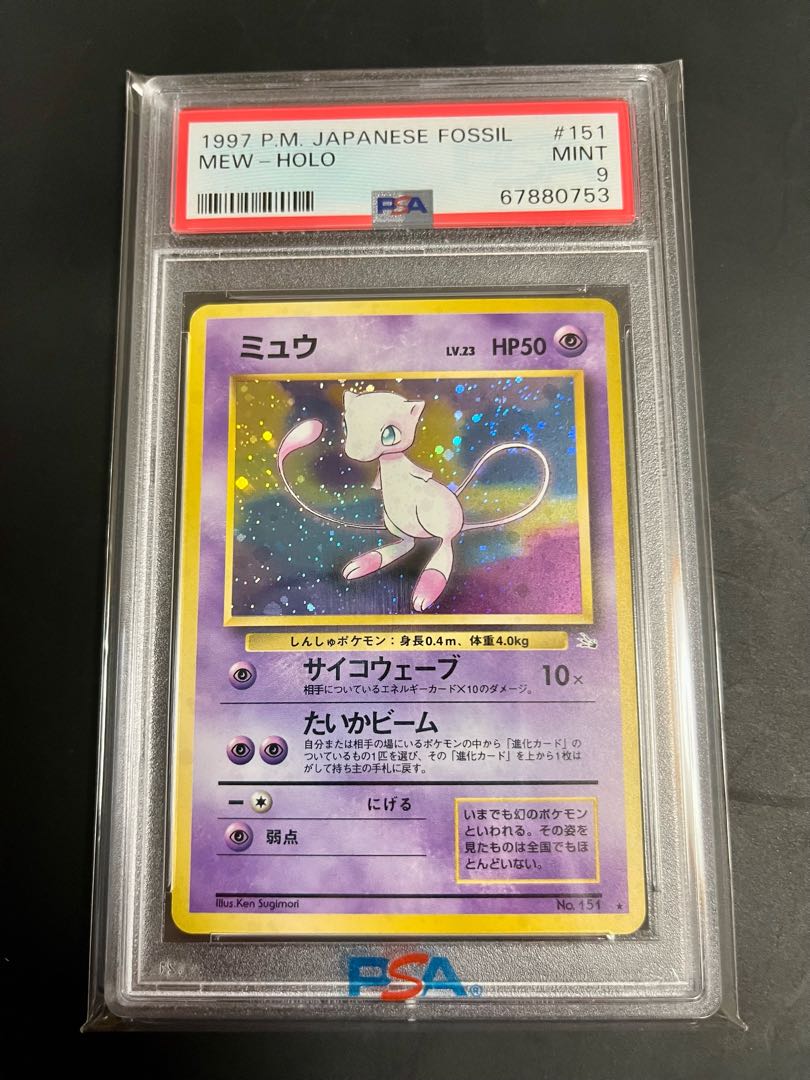 1997 P.M. JAPANESE FOSSIL #151
MEW - HOLO MINT
9
PSA 67880753
ミュウ LV.23 HP50
しんしゅポケモン：身長0.4m、体重4.0kg
サイコウェーブ 10×
相手についているエネルギーカード×10のダメージ。
たいかビーム
自分または相手の場にいるポケモンの中から「進化カード」の
ついているもの1匹を選び、その「進化カード」を上から1枚は
がして持ち主の手札に戻す。
ー にげる
弱点
いまでも幻のポケモン
といわれる。その姿を
見たものは全国でもほ
とんどいない。
Illus.Ken Sugimori No. 151 ★
PSA®